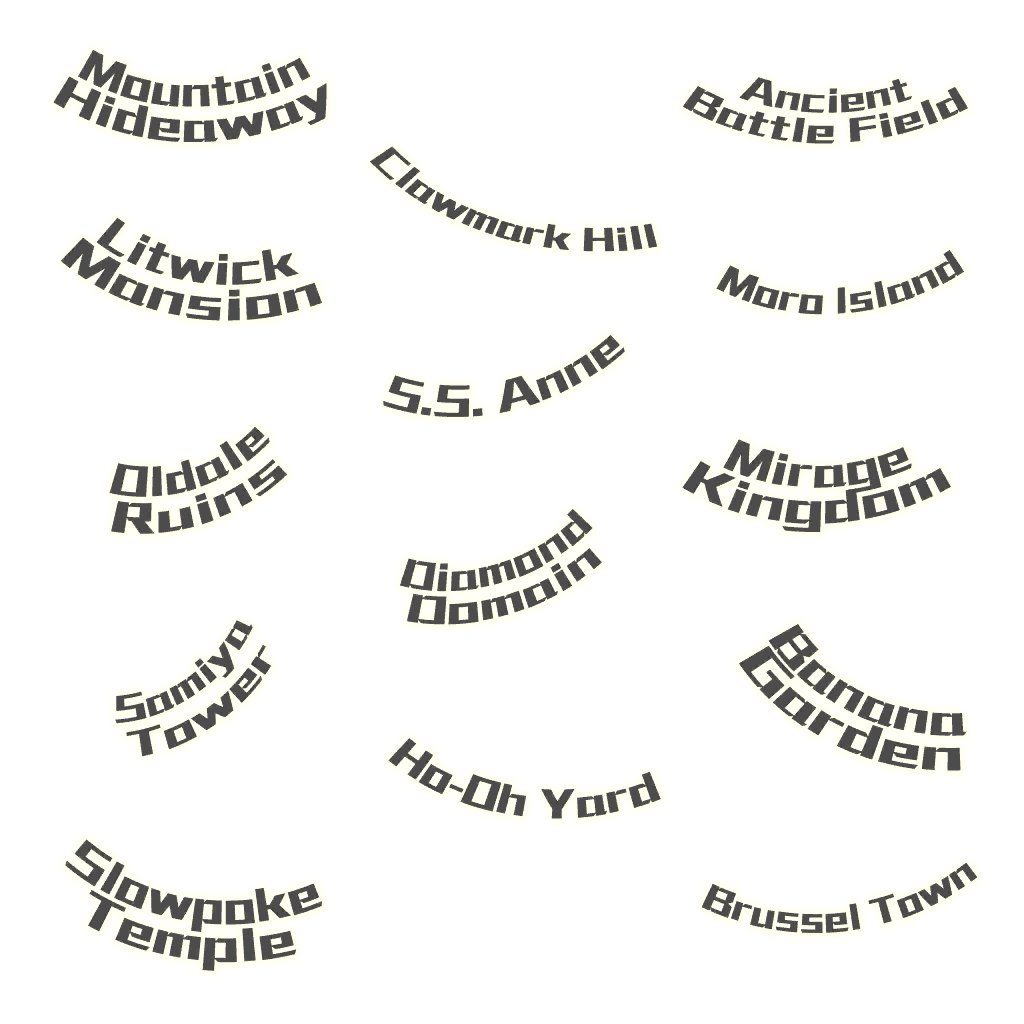 Mountain
Hideaway
Ancient
Battle Field
Clawmark Hill
Litwick
Mansion
Moro Island
S.S. Anne
Oldale
Ruins
Mirage
Kingdom
Diamond
Domain
Samiya
Tower
Banana
Garden
Ho-Oh Yard
Slowpoke
Temple
Brussel Town